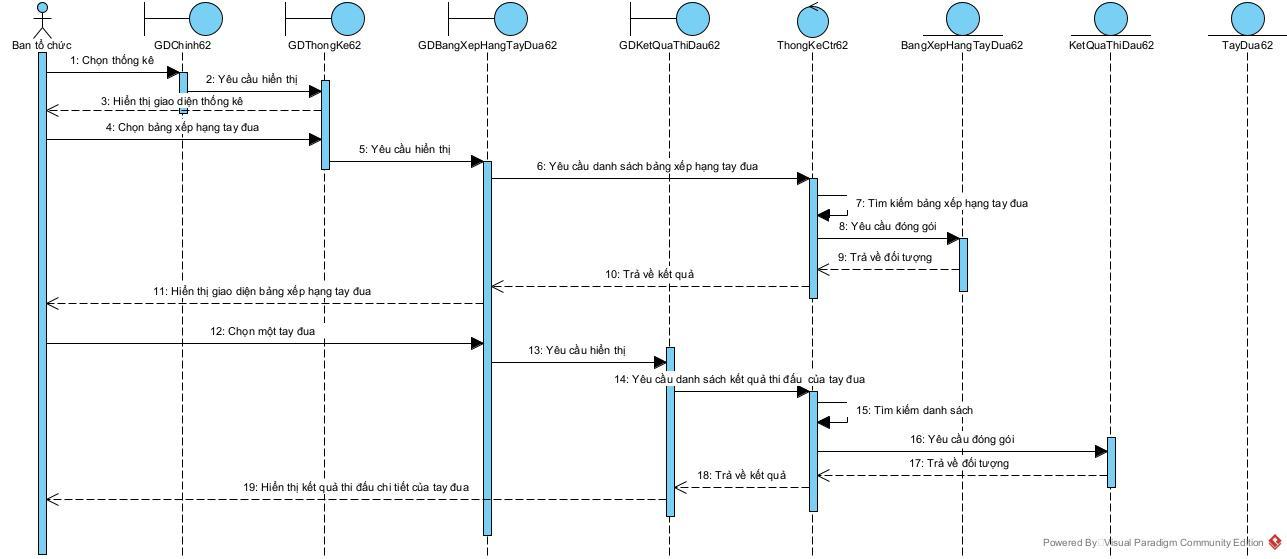 Ban tổ chức
GDChinh62
GDThongKe62
GDBangXepHangTayDua62
GDKetQuaThiDau62
ThongKeCtr62
BangXepHangTayDua62
KetQuaThiDau62
TayDua62
1: Chọn thống kê
2: Yêu cầu hiển thị
3: Hiển thị giao diện thống kê
4: Chọn bảng xếp hạng tay đua
5: Yêu cầu hiển thị
6: Yêu cầu danh sách bảng xếp hạng tay đua
7: Tìm kiếm bảng xếp hạng tay đua
8: Yêu cầu đóng gói
9: Trả về đối tượng
10: Trả về kết quả
11: Hiển thị giao diện bảng xếp hạng tay đua
12: Chọn một tay đua
13: Yêu cầu hiển thị
14: Yêu cầu danh sách kết quả thi đấu của tay đua
15: Tìm kiếm danh sách
16: Yêu cầu đóng gói
17: Trả về đối tượng
18: Trả về kết quả
19: Hiển thị kết quả thi đấu chi tiết của tay đua
Powered By Visual Paradigm Community Edition